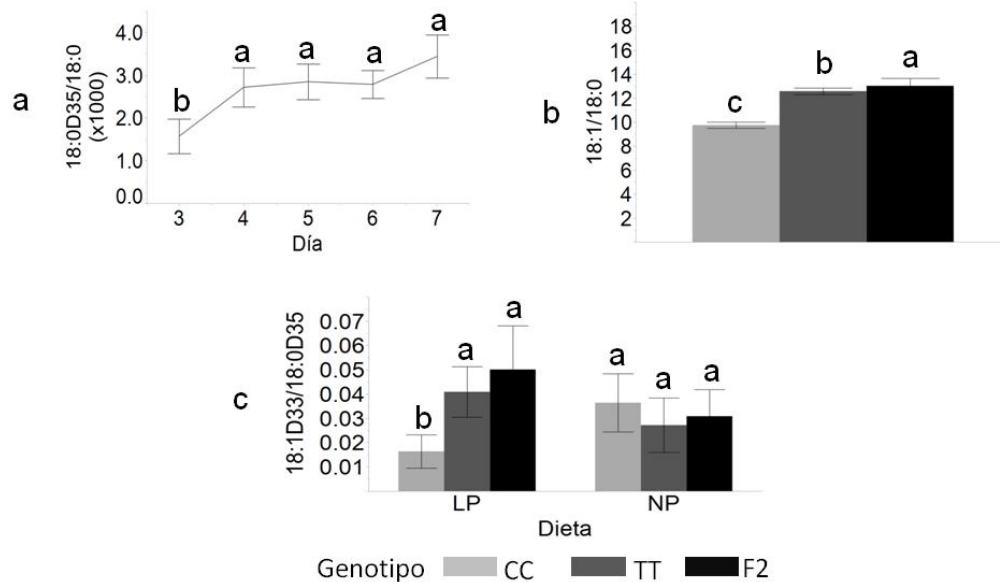 a
18:0D35/18:0
(x1000)
4.0
3.0
2.0
1.0
0.0
b
a
a
a
a
3 4 5 6 7
Día
b
18:1/18:0
18
18
16
14
12
10
8
6
4
2
c
b
a
c
18:1D33/18:0D35
0.07
0.06
0.05
0.04
0.03
0.02
0.01
b
a
a
a
a
a
LP NP
Dieta
Genotipo CC TT F2